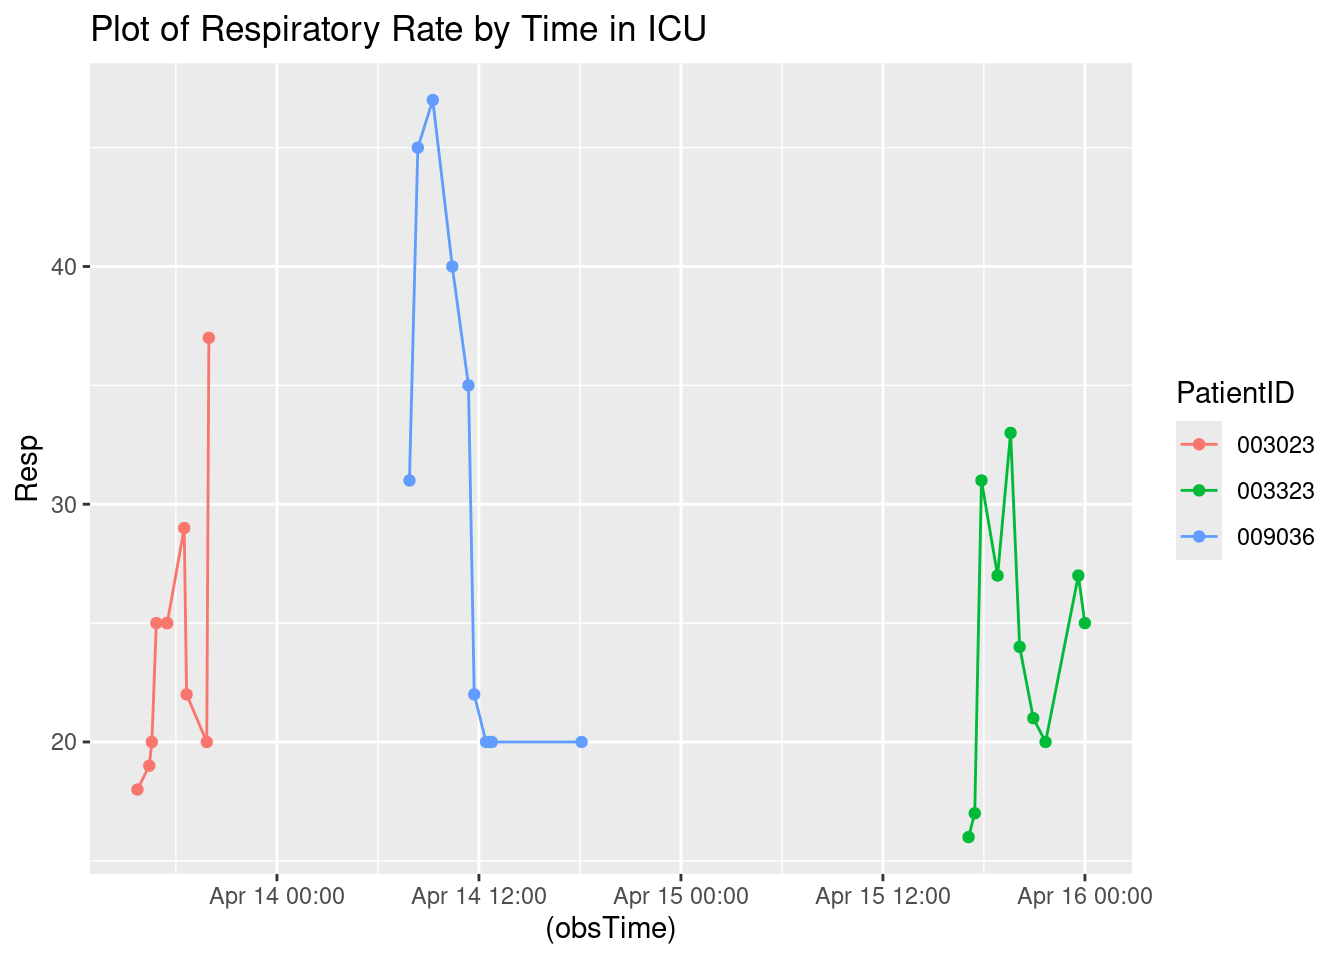 Plot of Respiratory Rate by Time in ICU
Resp
40
30
20
Apr 14 00:00
Apr 14 12:00
Apr 15 00:00
Apr 15 12:00
Apr 16 00:00
(obsTime)
PatientID
003023
003323
009036